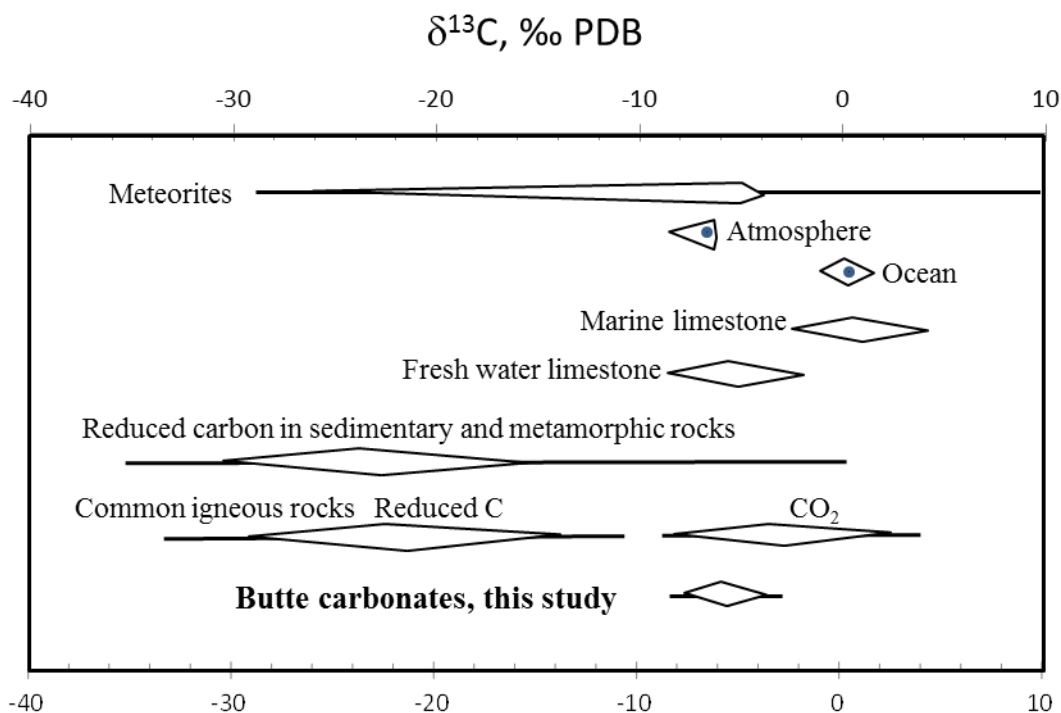 δ¹³C, ‰ PDB
-40 -30 -20 -10 0 10
Meteorites
Atmosphere
Ocean
Marine limestone
Fresh water limestone
Reduced carbon in sedimentary and metamorphic rocks
Common igneous rocks Reduced C CO₂
Butte carbonates, this study
-40 -30 -20 -10 0 10